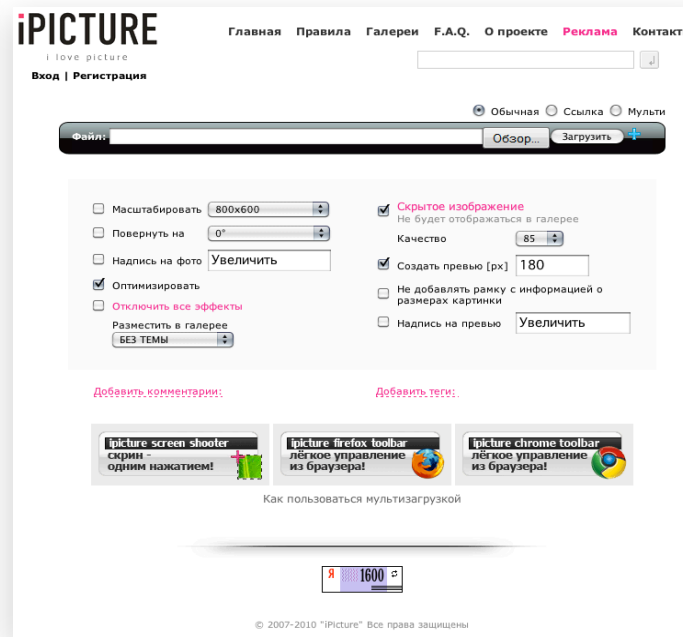 iPICTURE
i love picture
Главная Правила Галереи F.A.Q. О проекте Реклама Контакт
Вход | Регистрация
Обычная Ссылка Мульти
Файл: Обзор... Загрузить
Масштабировать 800x600
Повернуть на 0°
Надпись на фото Увеличить
Оптимизировать
Отключить все эффекты
Разместить в галерее
БЕЗ ТЕМЫ
Скрытое изображение
Не будет отображаться в галерее
Качество 85
Создать превью [px] 180
Не добавлять рамку с информацией о
размерах картинки
Надпись на превью Увеличить
Добавить комментарии:
Добавить теги:
ipicture screen shooter
скрин -
одним нажатием!
ipicture firefox toolbar
лёгкое управление
из браузера!
ipicture chrome toolbar
лёгкое управление
из браузера!
Как пользоваться мультизагрузкой
Я 1600
© 2007-2010 "iPicture" Все права защищены